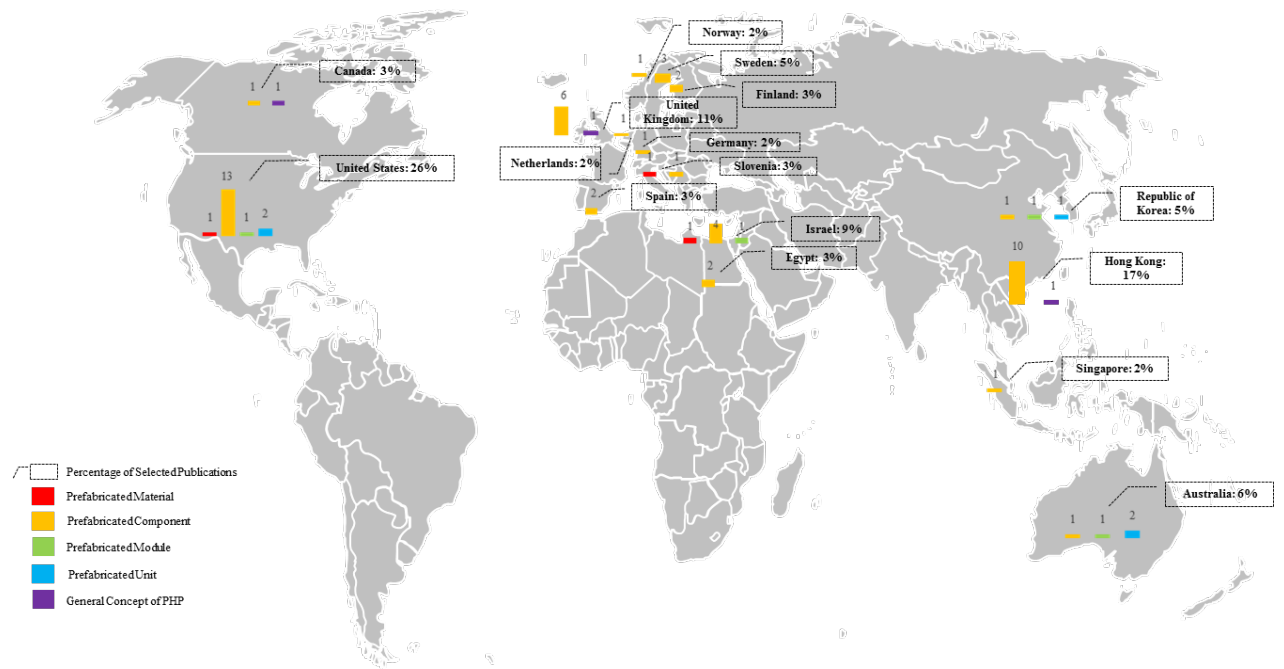 Norway: 2%
1
3
Sweden: 5%
2
Canada: 3%
1
1
Finland: 3%
6
United
Kingdom: 11%
1
1
Germany: 2%
1
Netherlands: 2%
1
1
Slovenia: 3%
United States: 26%
13
1
1
2
2
Spain: 3%
1
4
1
Israel: 9%
2
Egypt: 3%
1
1
1
Republic of
Korea: 5%
10
1
Hong Kong:
17%
1
Singapore: 2%
Australia: 6%
1
1
2
Percentage of Selected Publications
Prefabricated Material
Prefabricated Component
Prefabricated Module
Prefabricated Unit
General Concept of PHP